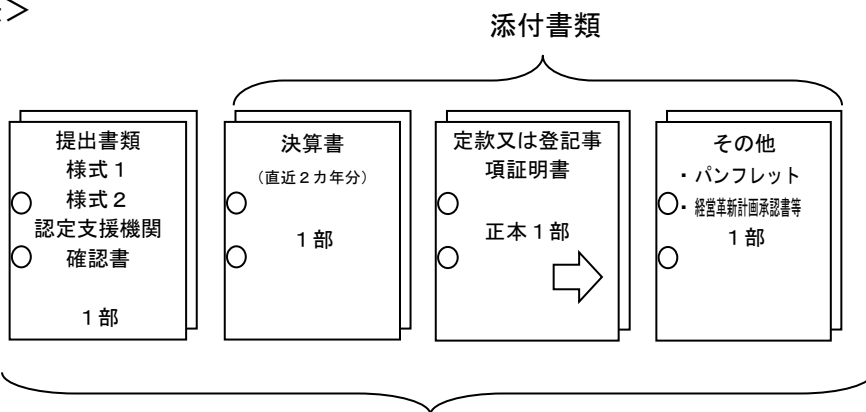 ＞
添付書類
提出書類
様式１
様式２
認定支援機関
確認書
１部
決算書
（直近２カ年分）
１部
定款又は登記事
項証明書
正本１部
その他
・パンフレット
・経営革新計画承認書等
１部